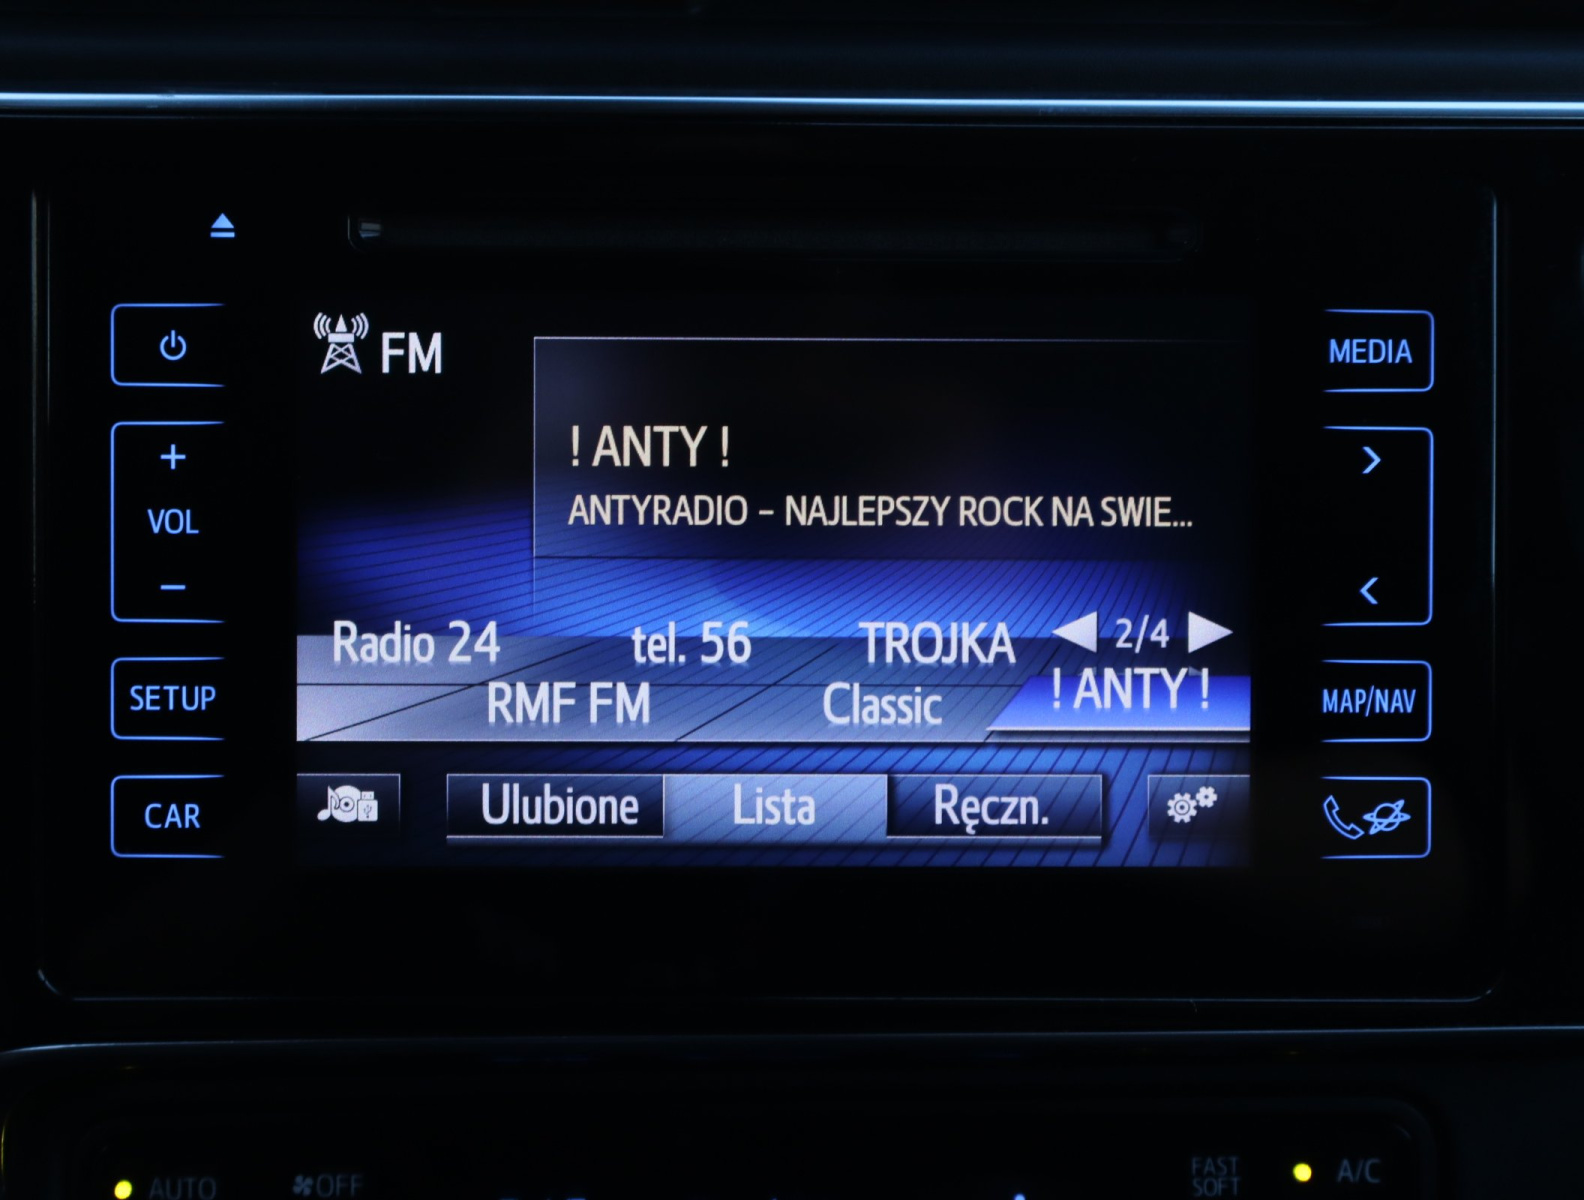 FM
MEDIA
! ANTY !
ANTYRADIO - NAJLEPSZY ROCK NA SWIE...
+
VOL
-
Radio 24
tel. 56
TROJKA
2/4
RMF FM
Classic
! ANTY !
SETUP
MAP/NAV
CAR
Ulubione
Lista
Ręczn.
AUTO
OFF
FAST
SOFT
A/C